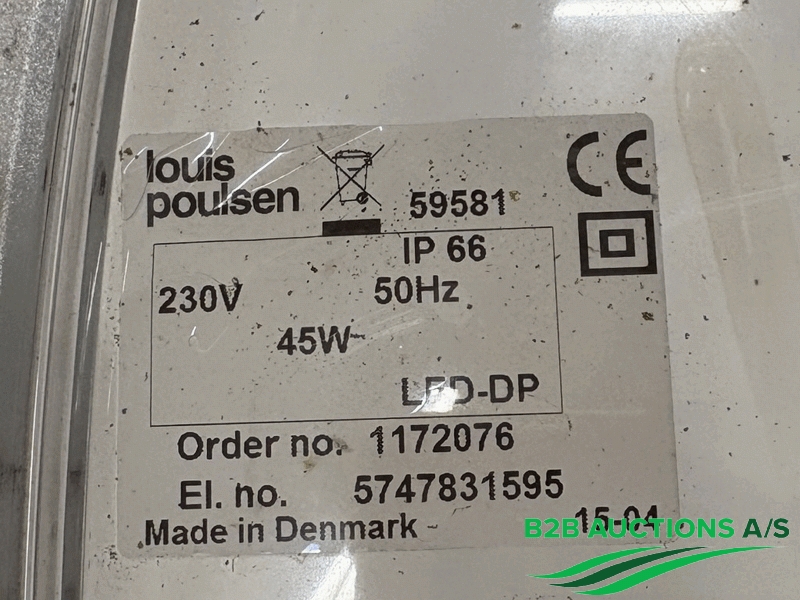 louis
poulsen
59581
CE
IP 66
230V 50Hz
45W~
LED-DP
Order no. 1172076
El. no. 5747831595
Made in Denmark 15-04
B2B AUCTIONS A/S